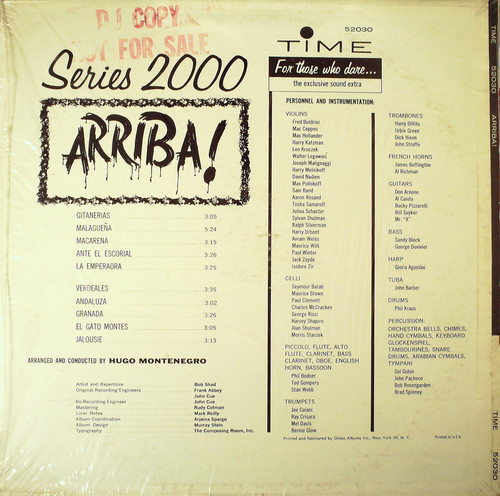 DJ COPY
NOT FOR SALE
Series 2000
ARRIBA!
GITANERIAS 3:05
MALAGUEÑA 5:24
MACARENA 3:15
ANTE EL ESCORIAL 3:26
LA EMPERAORA 3:25
VERDEALES 3:35
ANDALUZA 3:02
GRANADA 3:26
EL GATO MONTES 3:05
JALOUSIE 3:13
ARRANGED AND CONDUCTED BY HUGO MONTENEGRO
Artist and Repertoire Bob Shad
Original Recording Engineers Frank Abbey
John Cue
Re-Recording Engineer John Cue
Mastering Rudy Cotman
Liner Notes Mark Reilly
Album Coordination Arpena Spargo
Album Design Murray Stein
Typography The Composing Room, Inc.
52030
TIME
For those who dare...
the exclusive sound extra
PERSONNEL AND INSTRUMENTATION:
VIOLINS
Fred Buldrini
Mac Ceppos
Max Hollander
Harry Katzman
Leo Kruczek
Walter Legawiec
Joseph Malignaggi
Harry Melnikoff
David Nadien
Max Pollikoff
Sam Rand
Aaron Rosand
Tosha Samaroff
Julius Schacter
Sylvan Shulman
Ralph Silverman
Harry Urbont
Avram Weiss
Maurice Wilk
Paul Winter
Jack Zayde
Isidore Zir
CELLI
Seymour Barab
Maurice Brown
Paul Clement
Charles McCracken
George Ricci
Harvey Shapiro
Alan Shulman
Morris Stanzek
PICCOLO, FLUTE, ALTO
FLUTE, CLARINET, BASS
CLARINET, OBOE, ENGLISH
HORN, BASSOON
Phil Bodner
Ted Gompers
Stan Webb
TRUMPETS
Joe Caiani
Ray Crisara
Mel Davis
Bernie Glow
TROMBONES
Harry DiVito
Urbie Green
Dick Hixon
John Stroffe
FRENCH HORNS
James Buffington
Al Richman
GUITARS
Don Arnone
Al Caiola
Bucky Pizzarelli
Bill Suyker
Mr. "X"
BASS
Sandy Block
George Duvivier
HARP
Gloria Agostini
TUBA
John Barber
DRUMS
Phil Kraus
PERCUSSION:
ORCHESTRA BELLS, CHIMES,
HAND CYMBALS, KEYBOARD
GLOCKENSPIEL,
TAMBOURINES, SNARE
DRUMS, ARABIAN CYMBALS,
TYMPANI
Sol Gubin
John Pacheco
Bob Rosengarden
Brad Spinney
Printed and fabricated by Globe Albums Inc., New York 59, N. Y.
Printed in U.S.A.
TIME
52030
ARRIBA!
TIME
52030